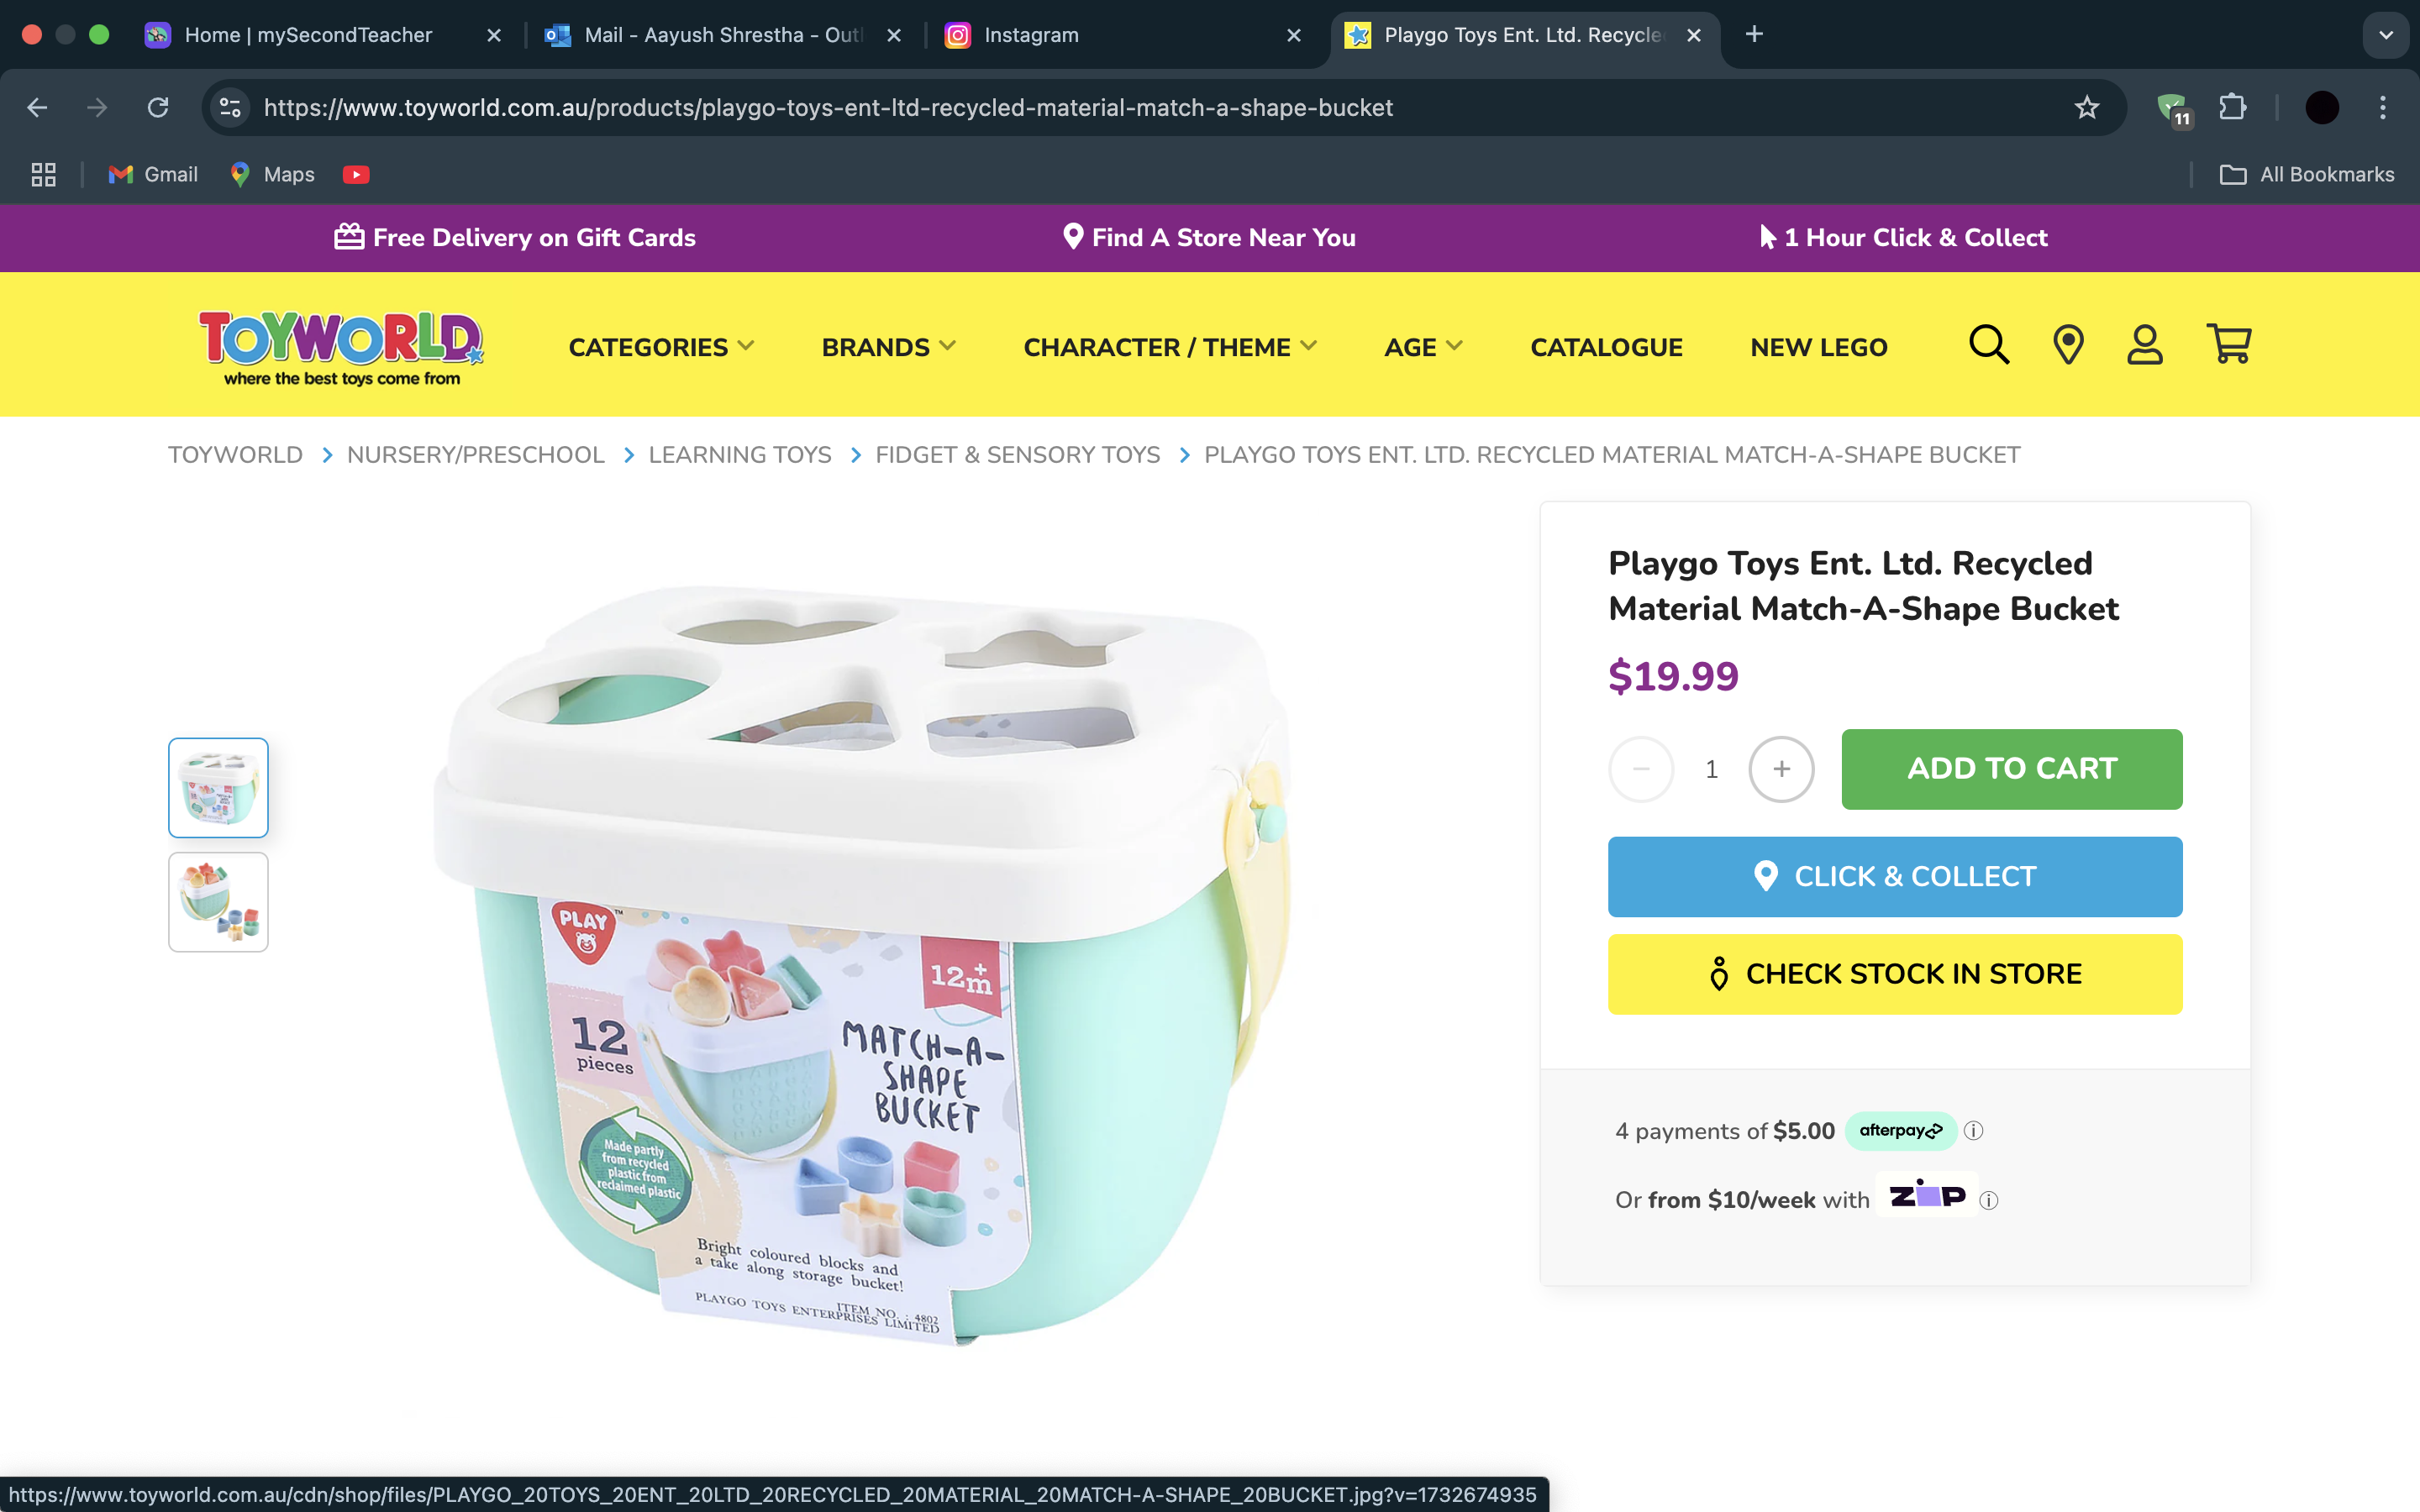 Home | mySecondTeacher
Mail - Aayush Shrestha - Out
Instagram
Playgo Toys Ent. Ltd. Recycle
https://www.toyworld.com.au/products/playgo-toys-ent-ltd-recycled-material-match-a-shape-bucket
11
Gmail
Maps
All Bookmarks
Free Delivery on Gift Cards
Find A Store Near You
1 Hour Click & Collect
TOYWORLD
where the best toys come from
CATEGORIES
BRANDS
CHARACTER / THEME
AGE
CATALOGUE
NEW LEGO
TOYWORLD > NURSERY/PRESCHOOL > LEARNING TOYS > FIDGET & SENSORY TOYS > PLAYGO TOYS ENT. LTD. RECYCLED MATERIAL MATCH-A-SHAPE BUCKET
PLAY
™
12m+
12
pieces
MATCH-A-
SHAPE
BUCKET
Made partly
from recycled
plastic from
reclaimed plastic
Bright coloured blocks and
a take along storage bucket!
ITEM NO. : 4802
PLAYGO TOYS ENTERPRISES LIMITED
Playgo Toys Ent. Ltd. Recycled
Material Match-A-Shape Bucket
$19.99
− 1 +
ADD TO CART
CLICK & COLLECT
CHECK STOCK IN STORE
4 payments of $5.00 afterpay
Or from $10/week with zip
https://www.toyworld.com.au/cdn/shop/files/PLAYGO_20TOYS_20ENT_20LTD_20RECYCLED_20MATERIAL_20MATCH-A-SHAPE_20BUCKET.jpg?v=1732674935